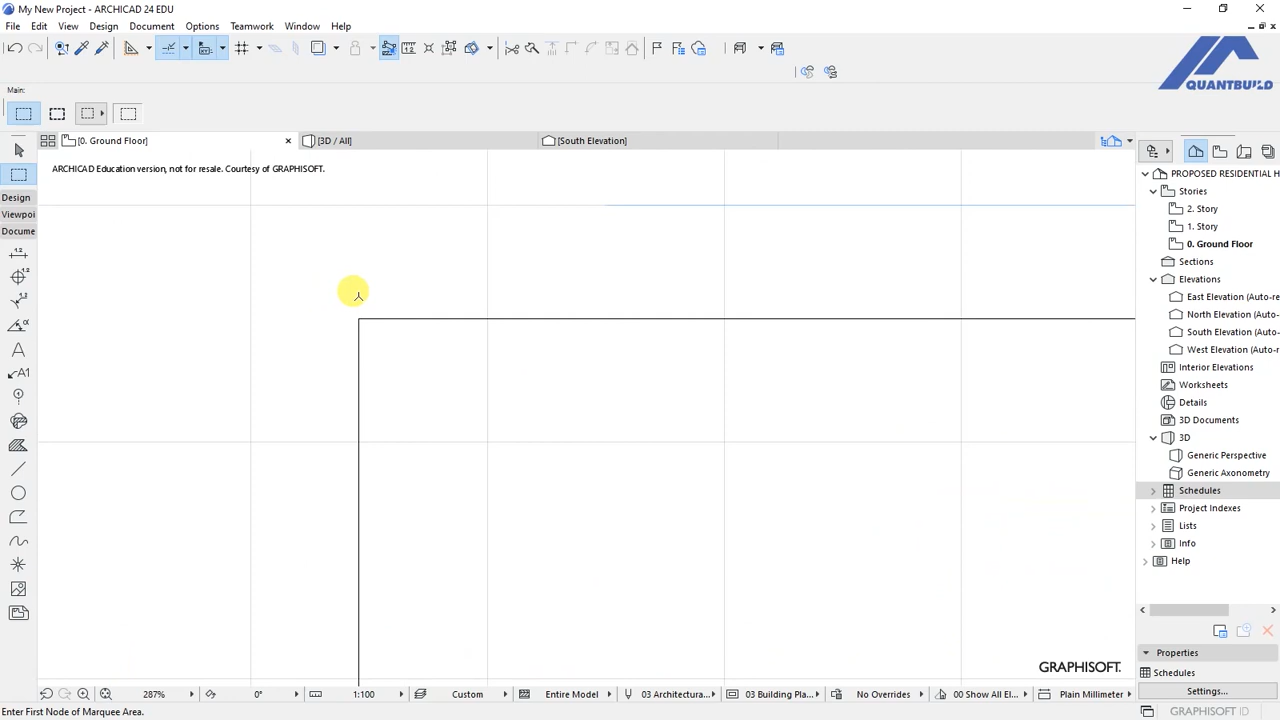 My New Project - ARCHICAD 24 EDU
File Edit View Design Document Options Teamwork Window Help
QUANTBUILD
Main:
[0. Ground Floor]
[3D / All]
[South Elevation]
ARCHICAD Education version, not for resale. Courtesy of GRAPHISOFT.
Design
Viewpoi
Docume
1.2
A
A1
PROPOSED RESIDENTIAL H
Stories
2. Story
1. Story
0. Ground Floor
Sections
Elevations
East Elevation (Auto-re
North Elevation (Auto-r
South Elevation (Auto-r
West Elevation (Auto-r
Interior Elevations
Worksheets
Details
3D Documents
3D
Generic Perspective
Generic Axonometry
Schedules
Project Indexes
Lists
Info
Help
GRAPHISOFT.
Properties
Schedules
Settings...
287% 0° 1:100 Custom Entire Model 03 Architectura... 03 Building Pla... No Overrides 00 Show All El... Plain Millimeter
Enter First Node of Marquee Area.
GRAPHISOFT ID